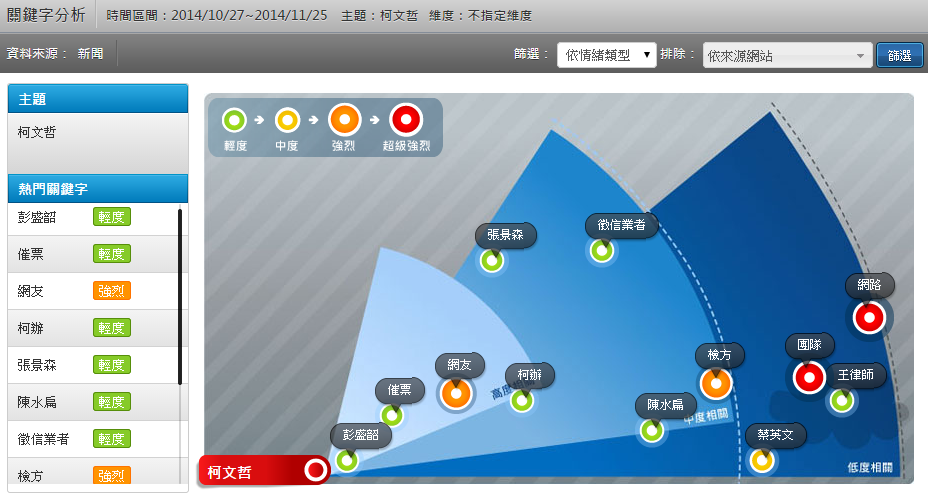 關鍵字分析 時間區間：2014/10/27~2014/11/25 主題：柯文哲 維度：不指定維度
資料來源： 新聞 篩選： 依情緒類型 排除： 依來源網站 篩選
主題
柯文哲
熱門關鍵字
彭盛韶 輕度
催票 輕度
網友 強烈
柯辦 輕度
張景森 輕度
陳水扁 輕度
徵信業者 輕度
檢方 強烈
輕度 中度 強烈 超級強烈
徵信業者
張景森
網路
團隊
檢方
網友
柯辦
王律師
催票
高度相關
陳水扁
中度相關
彭盛韶
蔡英文
低度相關
柯文哲